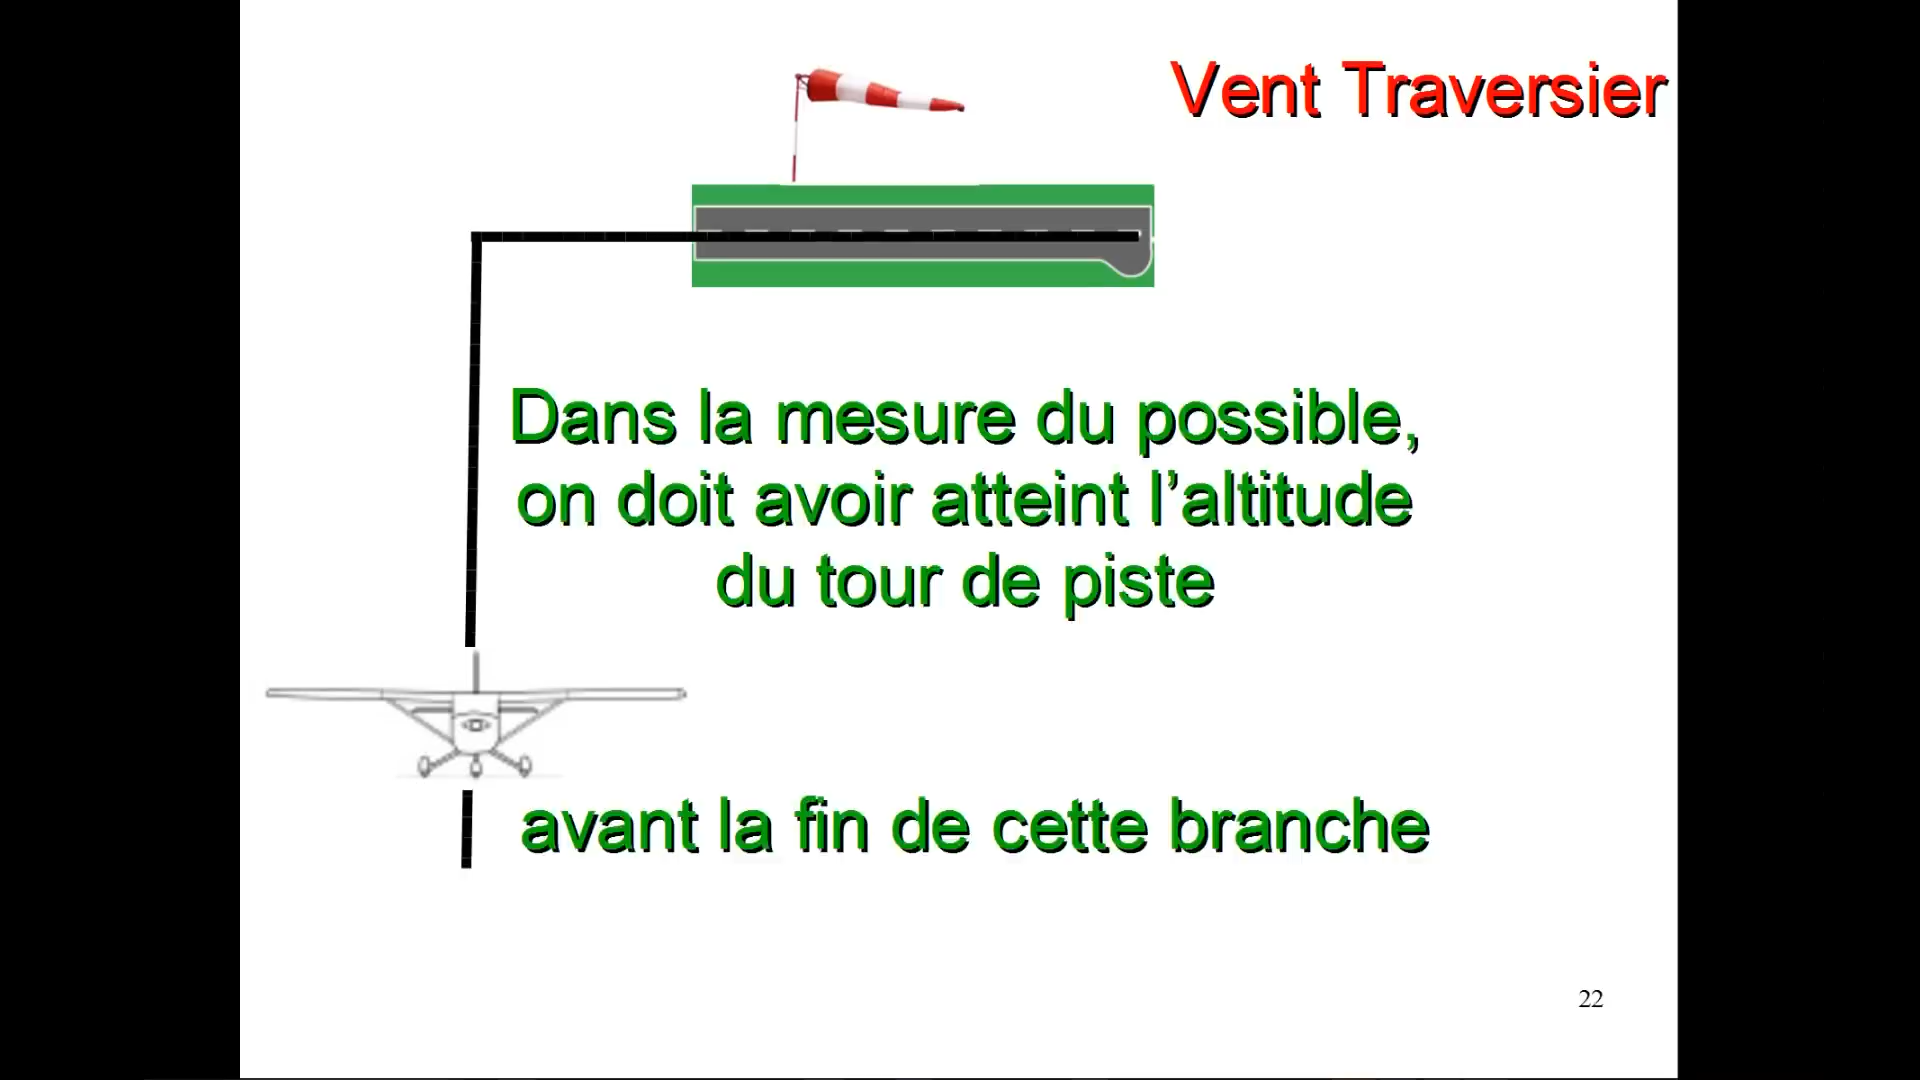 Vent Traversier
Dans la mesure du possible,
on doit avoir atteint l’altitude
du tour de piste
avant la fin de cette branche
22